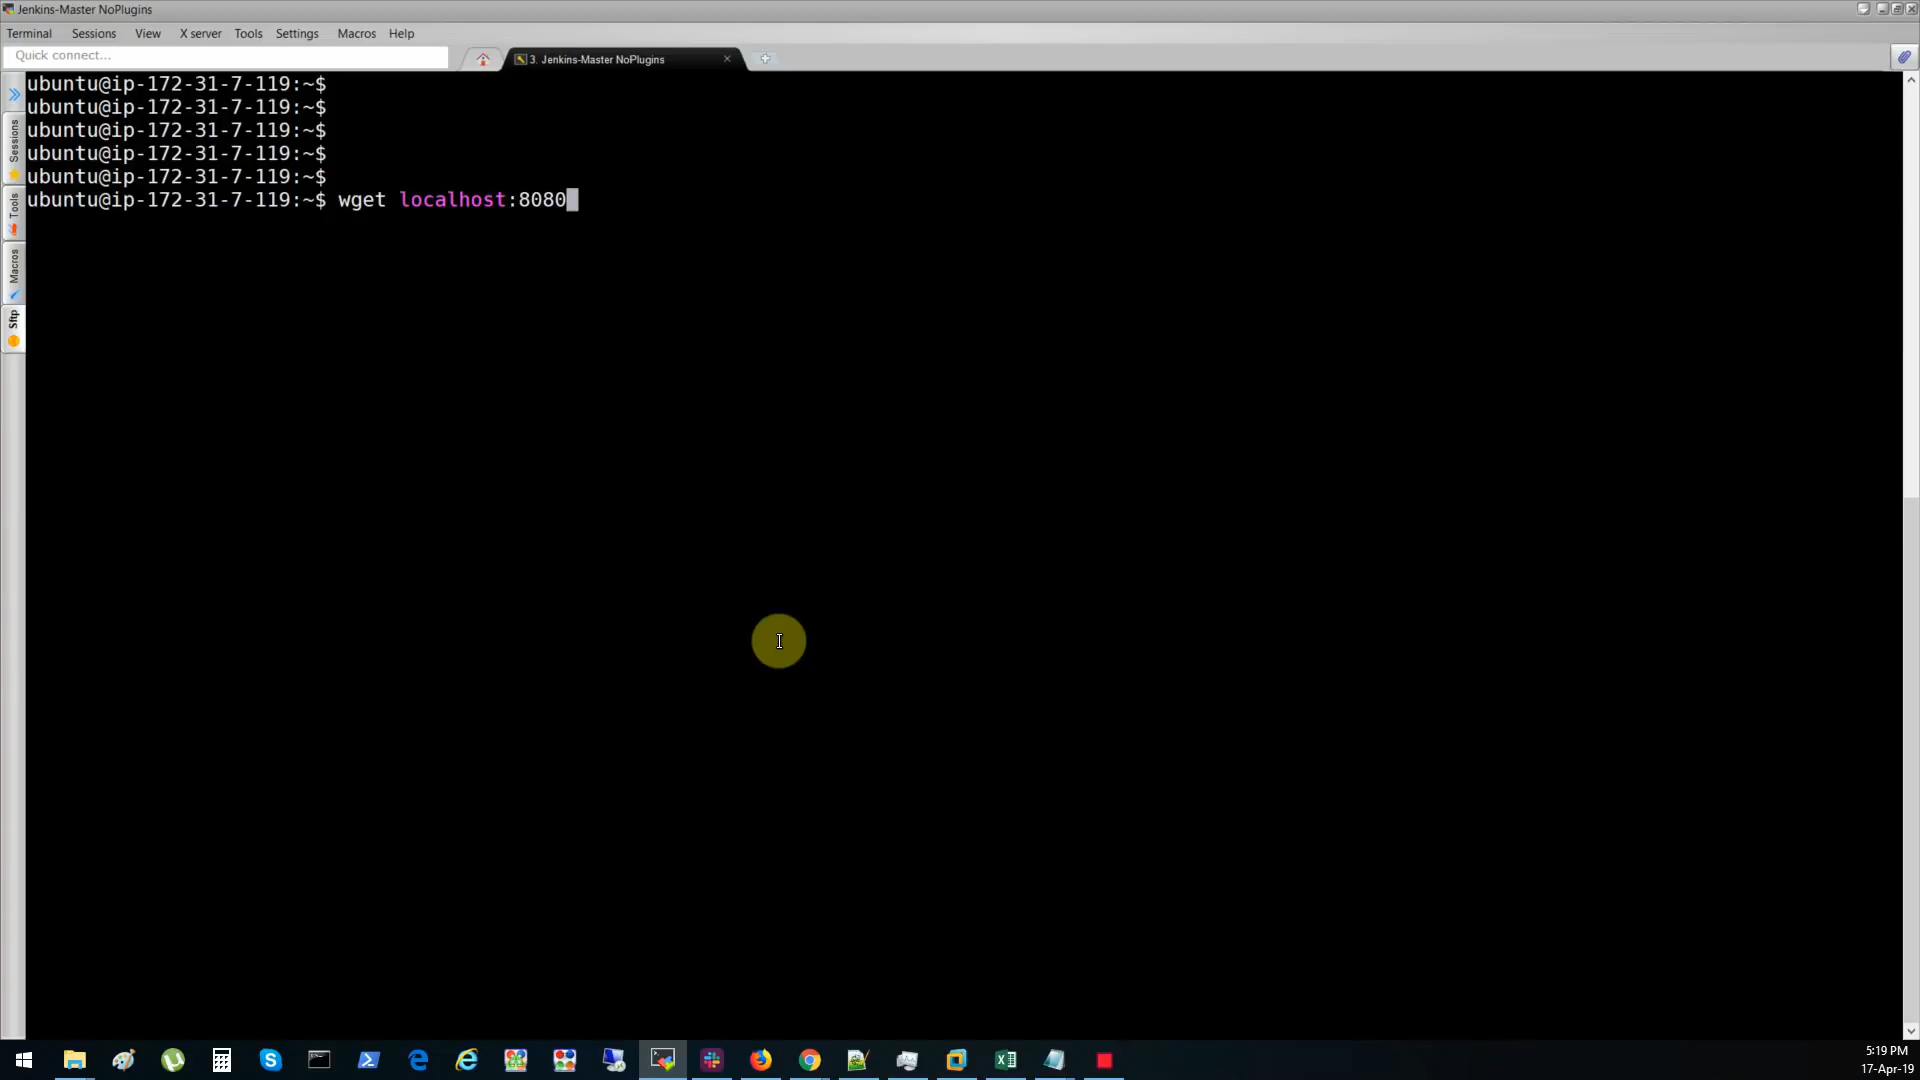 Jenkins-Master NoPlugins
Terminal Sessions View X server Tools Settings Macros Help
Quick connect...
3. Jenkins-Master NoPlugins
Sessions
Tools
Macros
Sftp
ubuntu@ip-172-31-7-119:~$
ubuntu@ip-172-31-7-119:~$
ubuntu@ip-172-31-7-119:~$
ubuntu@ip-172-31-7-119:~$
ubuntu@ip-172-31-7-119:~$
ubuntu@ip-172-31-7-119:~$ wget localhost:8080
5:19 PM
17-Apr-19